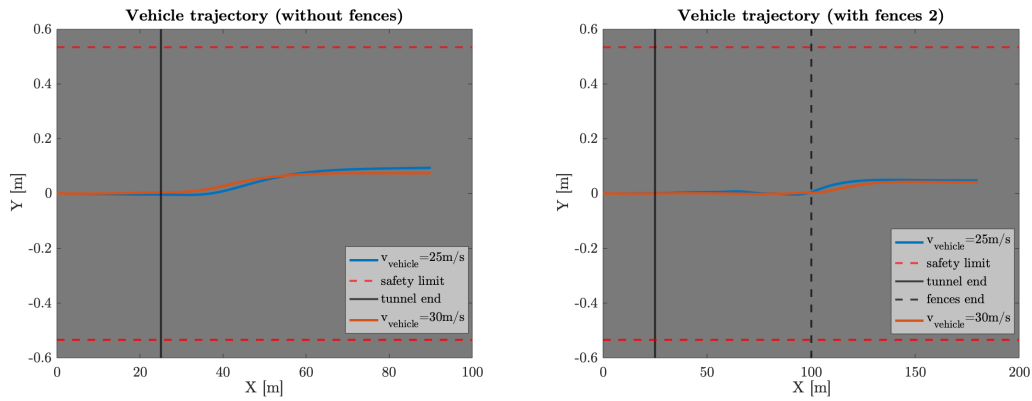 Vehicle trajectory (without fences)
0.6
0.4
0.2
0
-0.2
-0.4
-0.6
Y [m]
0 20 40 60 80 100
X [m]
v_vehicle=25m/s
safety limit
tunnel end
v_vehicle=30m/s
Vehicle trajectory (with fences 2)
0.6
0.4
0.2
0
-0.2
-0.4
-0.6
Y [m]
0 50 100 150 200
X [m]
v_vehicle=25m/s
safety limit
tunnel end
fences end
v_vehicle=30m/s